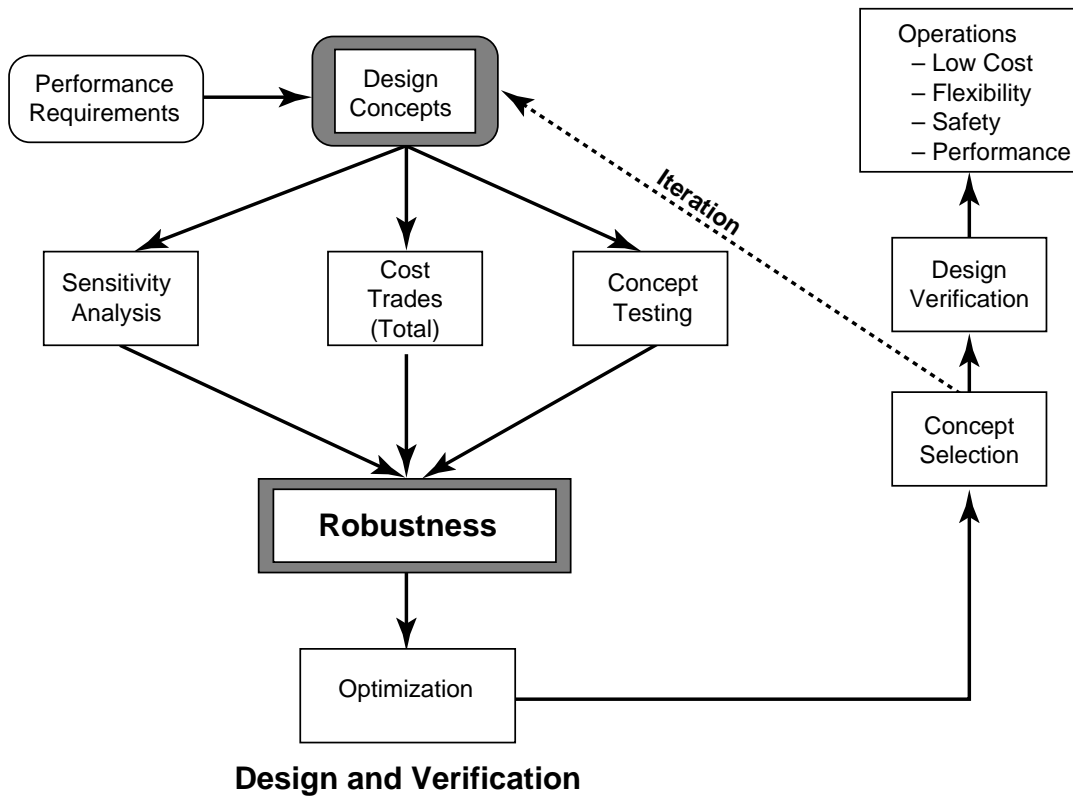 Performance
Requirements
Design
Concepts
Operations
– Low Cost
– Flexibility
– Safety
– Performance
Iteration
Sensitivity
Analysis
Cost
Trades
(Total)
Concept
Testing
Design
Verification
Concept
Selection
Robustness
Optimization
Design and Verification